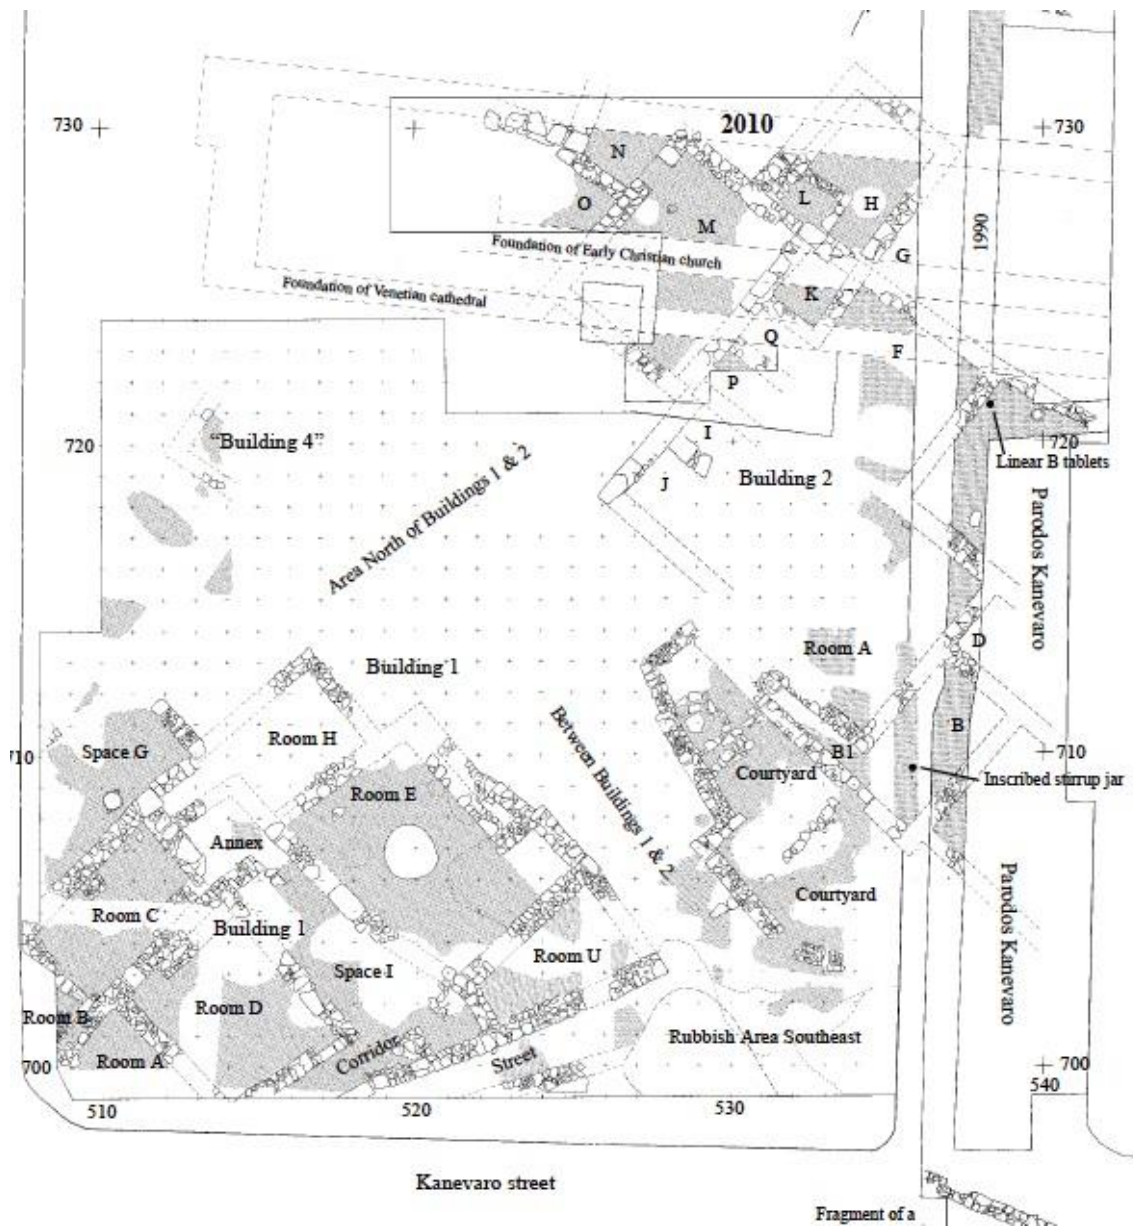 730
2010
730
N
O
M
L
H
G
1990
Foundation of Early Christian church
Foundation of Venetian cathedral
K
Q
F
P
720
"Building 4"
I
J
Building 2
720
Linear B tablets
Area North of Buildings 1 & 2
Parodos Kanevaro
Room A
D
Building 1
Between Buildings 1 & 2
B
Space G
Room H
B1
710
10
Courtyard
Inscribed stirrup jar
Room E
Annex
Courtyard
Parodos Kanevaro
Room C
Building 1
Room U
Space I
Room B
Room D
Room A
Corridor
Street
Rubbish Area Southeast
700
700
540
510
520
530
Kanevaro street
Fragment of a